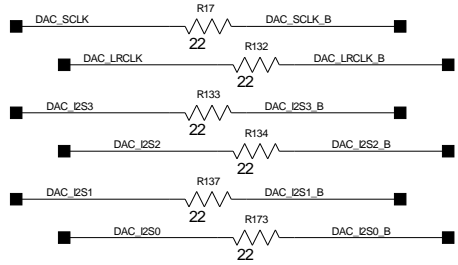 DAC_SCLK R17 DAC_SCLK_B
22
DAC_LRCLK R132 DAC_LRCLK_B
22
DAC_I2S3 R133 DAC_I2S3_B
22
DAC_I2S2 R134 DAC_I2S2_B
22
DAC_I2S1 R137 DAC_I2S1_B
22
DAC_I2S0 R173 DAC_I2S0_B
22